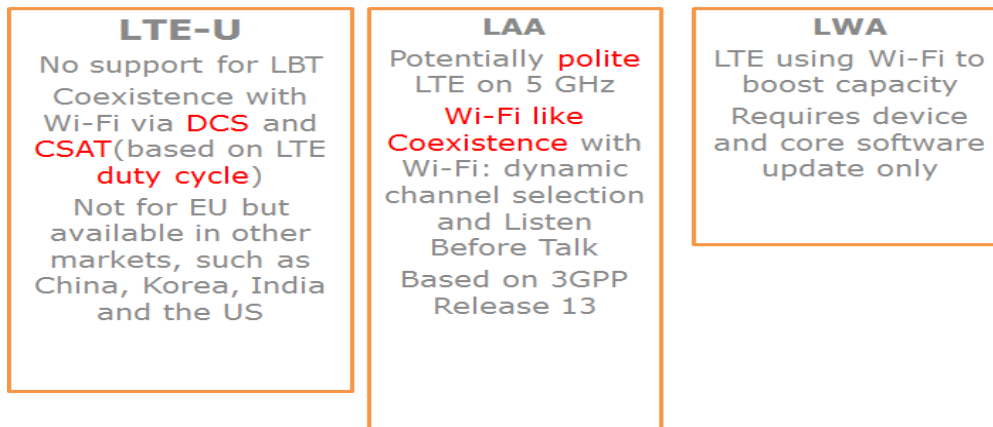 LTE-U
No support for LBT
Coexistence with
Wi-Fi via DCS and
CSAT(based on LTE
duty cycle)
Not for EU but
available in other
markets, such as
China, Korea, India
and the US
LAA
Potentially polite
LTE on 5 GHz
Wi-Fi like
Coexistence with
Wi-Fi: dynamic
channel selection
and Listen
Before Talk
Based on 3GPP
Release 13
LWA
LTE using Wi-Fi to
boost capacity
Requires device
and core software
update only